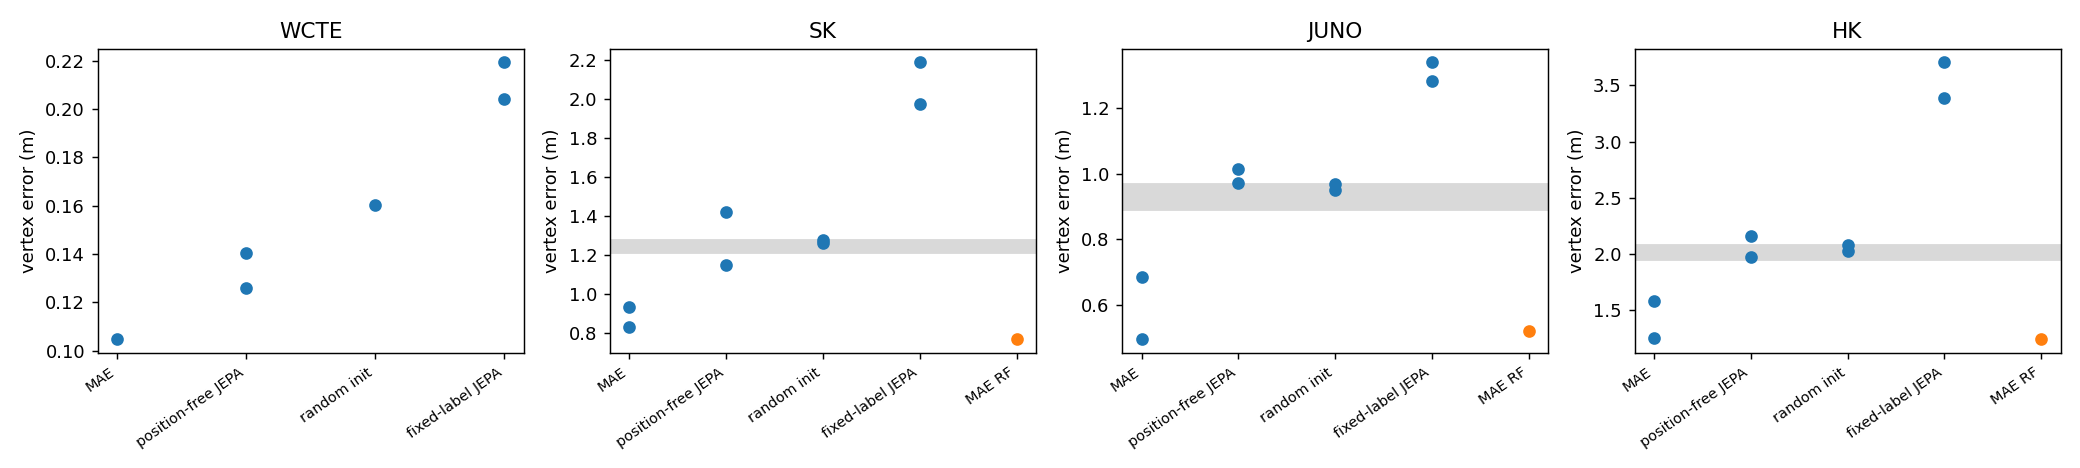 WCTE
vertex error (m)
0.22
0.20
0.18
0.16
0.14
0.12
0.10
MAE
position-free JEPA
random init
fixed-label JEPA
SK
vertex error (m)
2.2
2.0
1.8
1.6
1.4
1.2
1.0
0.8
MAE
position-free JEPA
random init
fixed-label JEPA
MAE RF
JUNO
vertex error (m)
1.2
1.0
0.8
0.6
MAE
position-free JEPA
random init
fixed-label JEPA
MAE RF
HK
vertex error (m)
3.5
3.0
2.5
2.0
1.5
MAE
position-free JEPA
random init
fixed-label JEPA
MAE RF